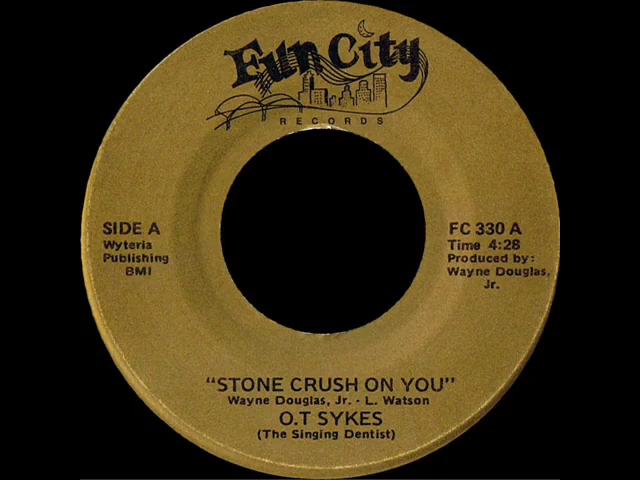 Fun City
RECORDS
SIDE A
Wyteria
Publishing
BMI
FC 330 A
Time 4:28
Produced by:
Wayne Douglas,
Jr.
"STONE CRUSH ON YOU"
Wayne Douglas, Jr. - L. Watson
O.T SYKES
(The Singing Dentist)